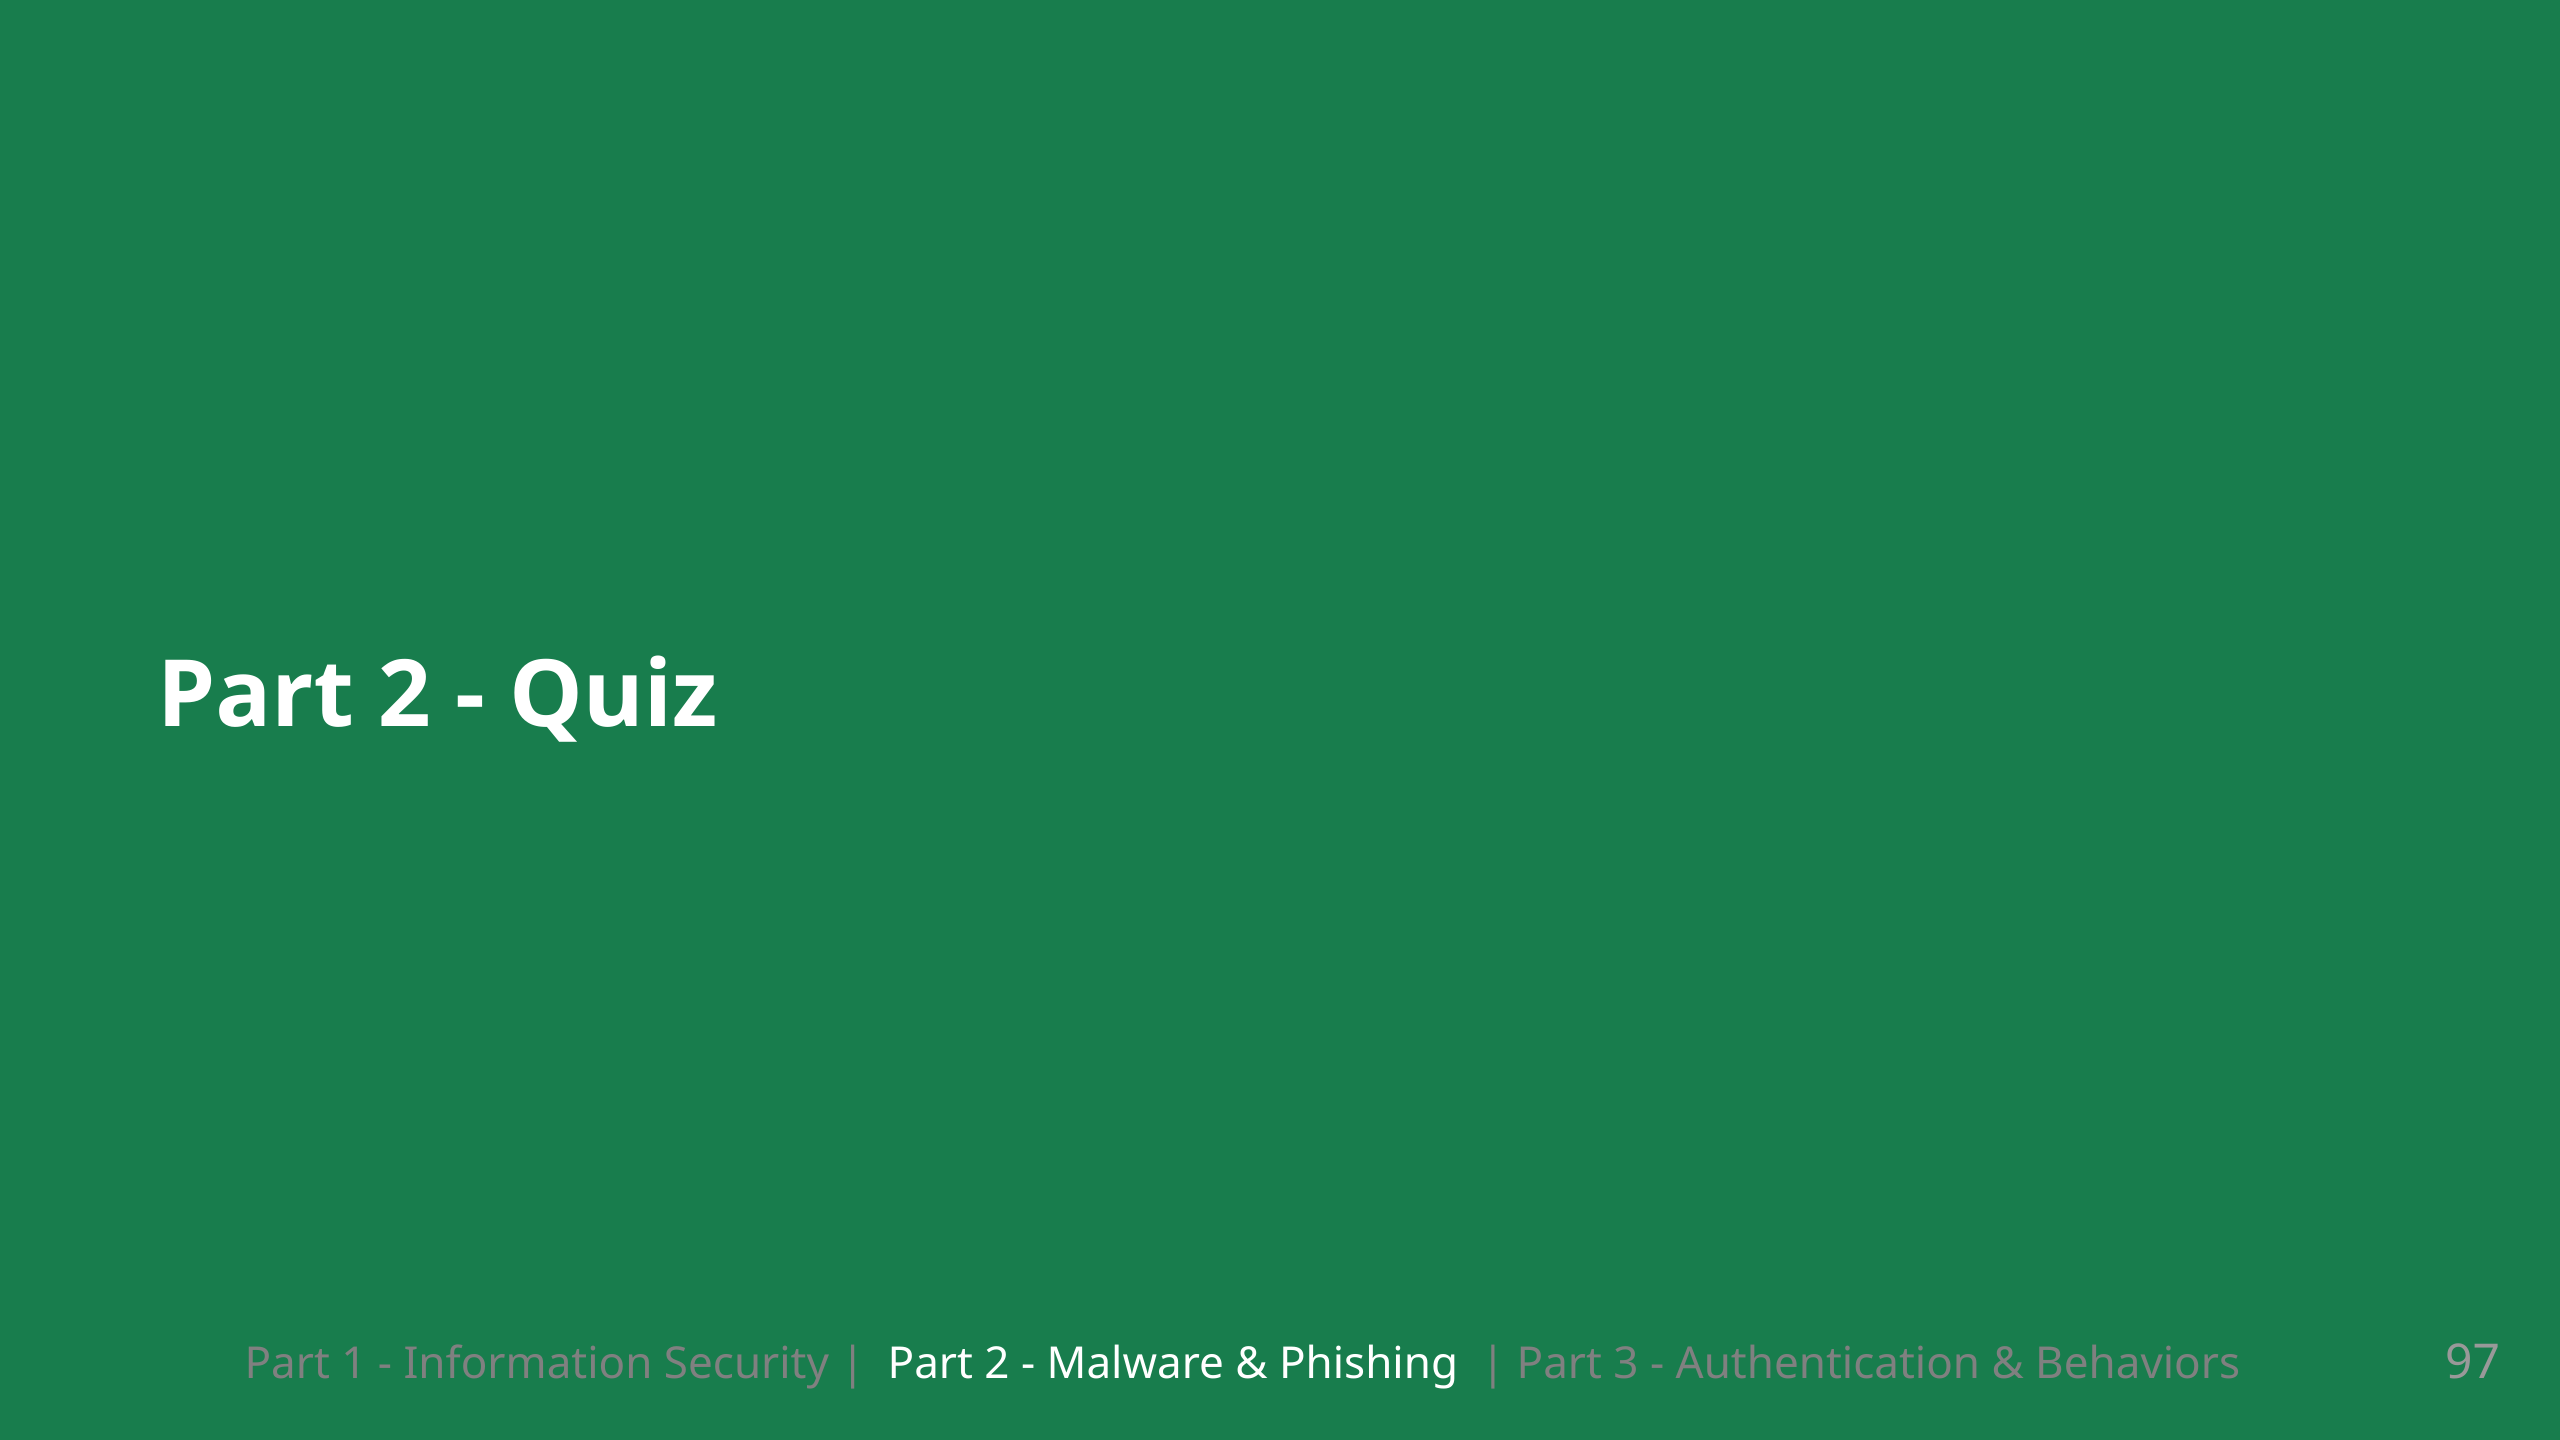 Part 2 - Quiz
Part 1 - Information Security | Part 2 - Malware & Phishing | Part 3 - Authentication & Behaviors 97